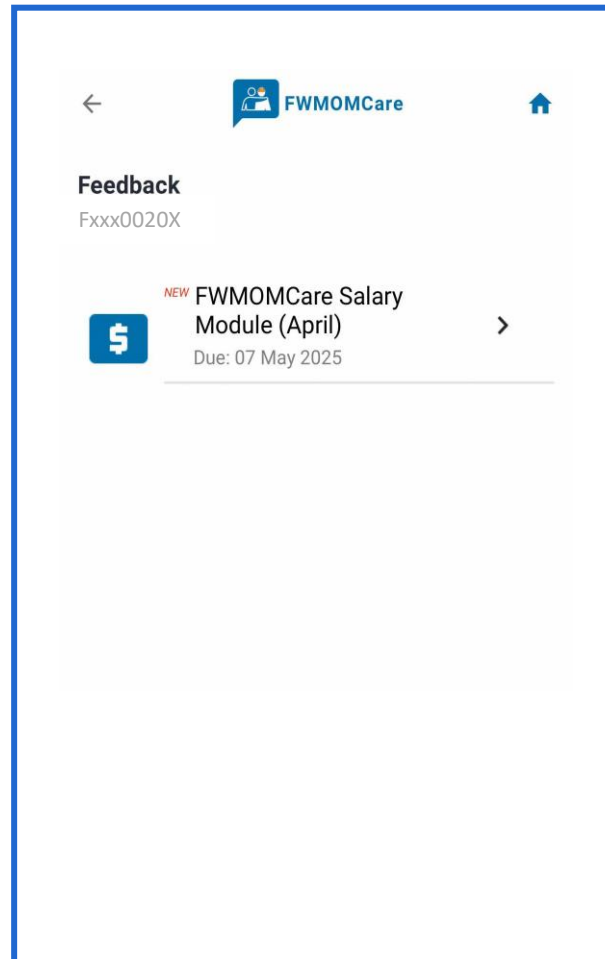 FWMOMCare
Feedback
Fxxx0020X
NEW FWMOMCare Salary
Module (April)
Due: 07 May 2025